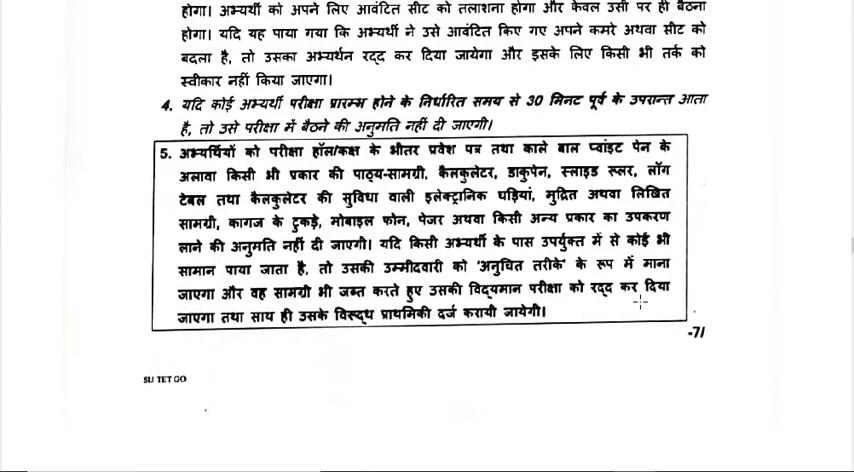 होगा। अभ्यर्थी को अपने लिए आवंटित सीट को तलाशना होगा और केवल उसी पर ही बैठना
होगा। यदि यह पाया गया कि अभ्यर्थी ने उसे आवंटित किए गए अपने कमरे अथवा सीट को
बदला है, तो उसका अभ्यर्थन रद्द कर दिया जायेगा और इसके लिए किसी भी तर्क को
स्वीकार नहीं किया जाएगा।
4. यदि कोई अभ्यर्थी परीक्षा प्रारम्भ होने के निर्धारित समय से 30 मिनट पूर्व के उपरान्त आता
है, तो उसे परीक्षा में बैठने की अनुमति नहीं दी जाएगी।
5. अभ्यर्थियों को परीक्षा हॉल/कक्ष के भीतर प्रवेश पत्र तथा काले बाल प्वांइट पेन के
अलावा किसी भी प्रकार की पाठ्य-सामग्री, कैलकुलेटर, डाकुपेन, स्लाइड रूलर, लॉग
टेबल तथा कैलकुलेटर की सुविधा वाली इलेक्ट्रानिक घड़ियां, मुद्रित अथवा लिखित
सामग्री, कागज के टुकड़े, मोबाइल फोन, पेजर अथवा किसी अन्य प्रकार का उपकरण
लाने की अनुमति नहीं दी जाएगी। यदि किसी अभ्यर्थी के पास उपर्युक्त में से कोई भी
सामान पाया जाता है, तो उसकी उम्मीदवारी को 'अनुचित तरीके' के रूप में माना
जाएगा और वह सामग्री भी जब्त करते हुए उसकी विद्यमान परीक्षा को रद्द कर दिया
जाएगा तथा साथ ही उसके विरूद्ध प्राथमिकी दर्ज करायी जायेगी।
-7/
SU TET GO